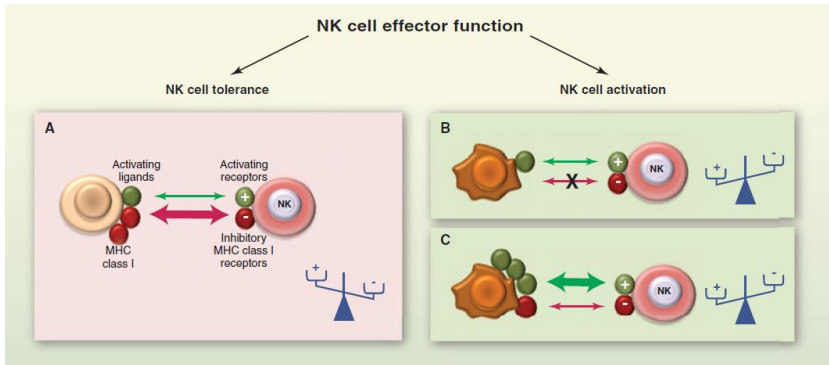 NK cell effector function
NK cell tolerance
NK cell activation
A
Activating
ligands
Activating
receptors
+
-
NK
MHC
class I
Inhibitory
MHC class I
receptors
+
-
B
+
-
X
NK
+
-
C
+
-
NK
+
-